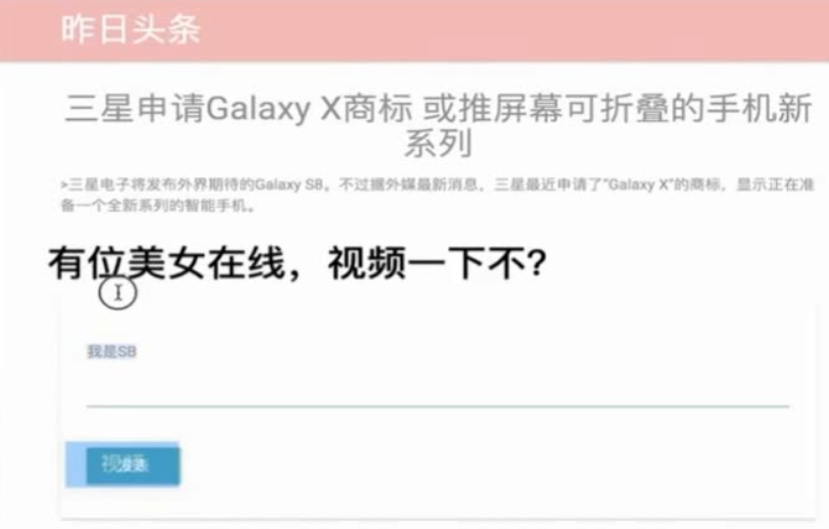 昨日头条
三星申请Galaxy X商标 或推屏幕可折叠的手机新
系列
>三星电子将发布外界期待的Galaxy S8。不过据外媒最新消息，三星最近申请了“Galaxy X”的商标，显示正在准
备一个全新系列的智能手机。
有位美女在线，视频一下不?
我是SB
视频